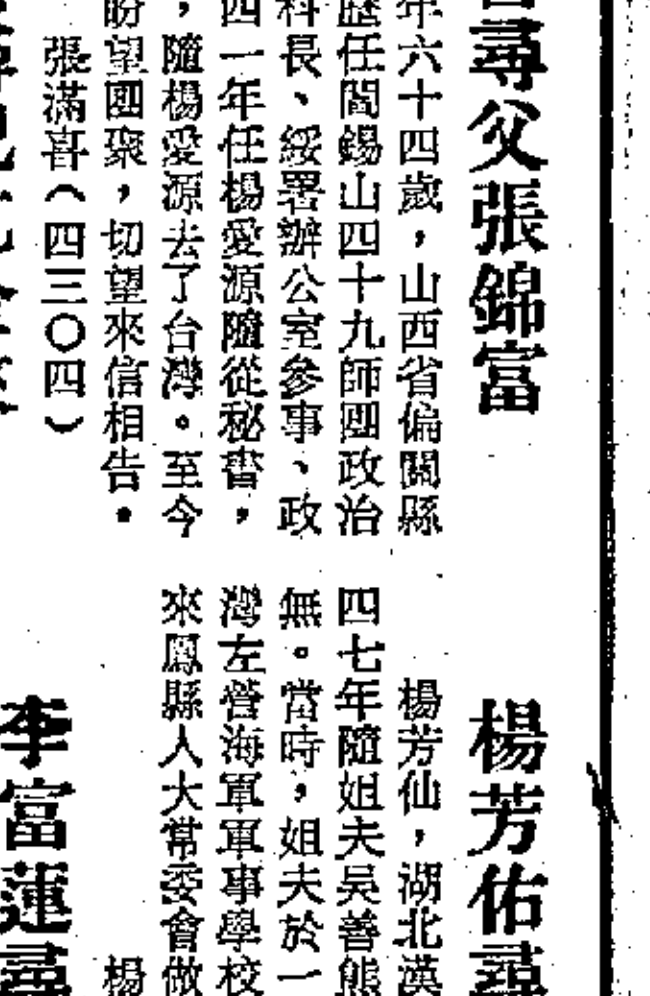 尋父張錦富
年六十四歲，山西省偏關縣
歷任閻錫山四十九師團政治
科長、綏署辦公室參事、政
四一年任楊愛源隨從秘書，
，隨楊愛源去了台灣。至今
盼望團聚，切望來信相告。
張滿喜（四三〇四）
楊芳佑尋
楊芳仙，湖北漢
四七年隨姐夫吳善熊
無。當時，姐夫於一
灣左營海軍軍事學校
來鳳縣人大常委會做
楊
李富蓮尋